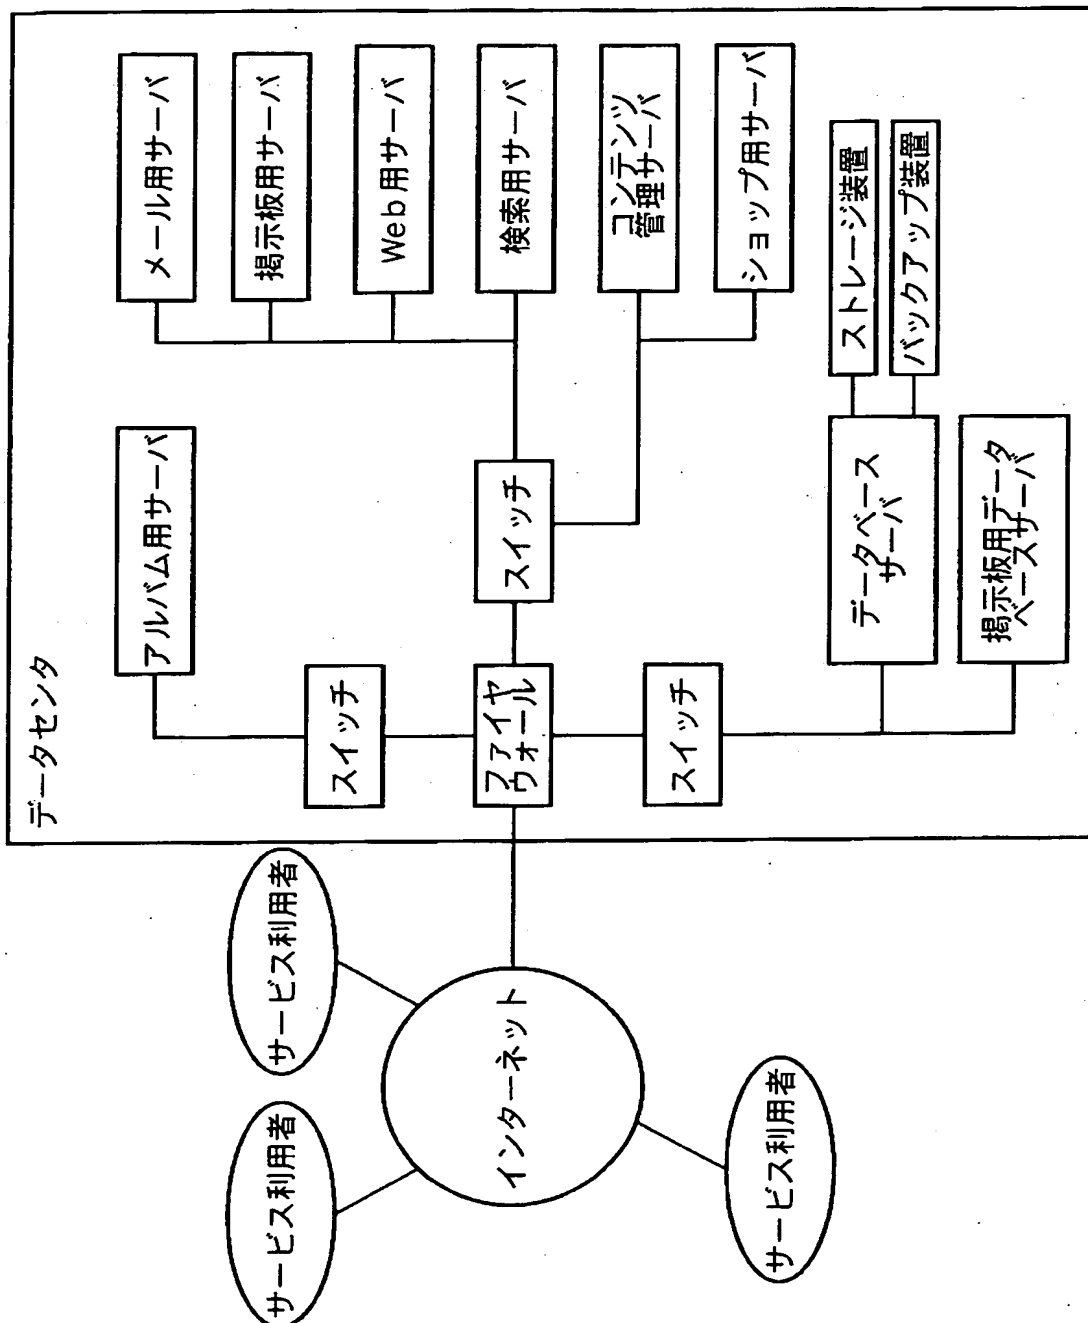 データセンタ
アルバム用サーバ
メール用サーバ
スイッチ
掲示板用サーバ
Web用サーバ
サービス利用者
サービス利用者
インターネット
ファイヤ
ウォール
スイッチ
検索用サーバ
コンテンツ
管理サーバ
ショップ用サーバ
サービス利用者
スイッチ
データベース
サーバ
ストレージ装置
バックアップ装置
掲示板用データ
ベースサーバ